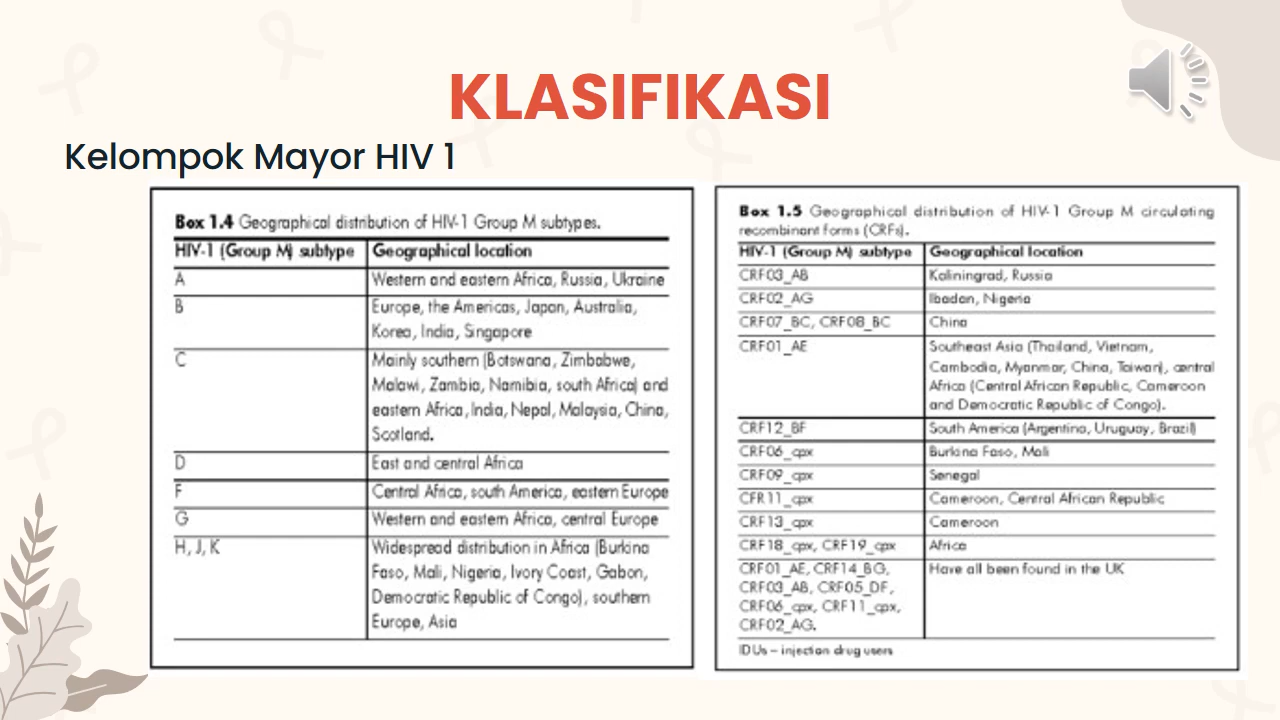 KLASIFIKASI
Kelompok Mayor HIV 1
Box 1.4 Geographical distribution of HIV-1 Group M subtypes.
HIV-1 (Group M) subtype Geographical location
A Western and eastern Africa, Russia, Ukraine
B Europe, the Americas, Japan, Australia,
Korea, India, Singapore
C Mainly southern (Botswana, Zimbabwe,
Malawi, Zambia, Namibia, south Africa) and
eastern Africa, India, Nepal, Malaysia, China,
Scotland.
D East and central Africa
F Central Africa, south America, eastern Europe
G Western and eastern Africa, central Europe
H, J, K Widespread distribution in Africa (Burkina
Faso, Mali, Nigeria, Ivory Coast, Gabon,
Democratic Republic of Congo), southern
Europe, Asia
Box 1.5 Geographical distribution of HIV-1 Group M circulating
recombinant forms (CRFs).
HIV-1 (Group M) subtype Geographical location
CRF03_AB Kaliningrad, Russia
CRF02_AG Ibadan, Nigeria
CRF07_BC, CRF08_BC China
CRF01_AE Southeast Asia (Thailand, Vietnam,
Cambodia, Myanmar, China, Taiwan), central
Africa (Central African Republic, Cameroon
and Democratic Republic of Congo).
CRF12_BF South America (Argentina, Uruguay, Brazil)
CRF06_cpx Burkina Faso, Mali
CRF09_cpx Senegal
CFR11_cpx Cameroon, Central African Republic
CRF13_cpx Cameroon
CRF18_cpx, CRF19_cpx Africa
CRF01_AE, CRF14_BG, Have all been found in the UK
CRF03_AB, CRF05_DF,
CRF06_cpx, CRF11_cpx,
CRF02_AG.
IDUs – injection drug users